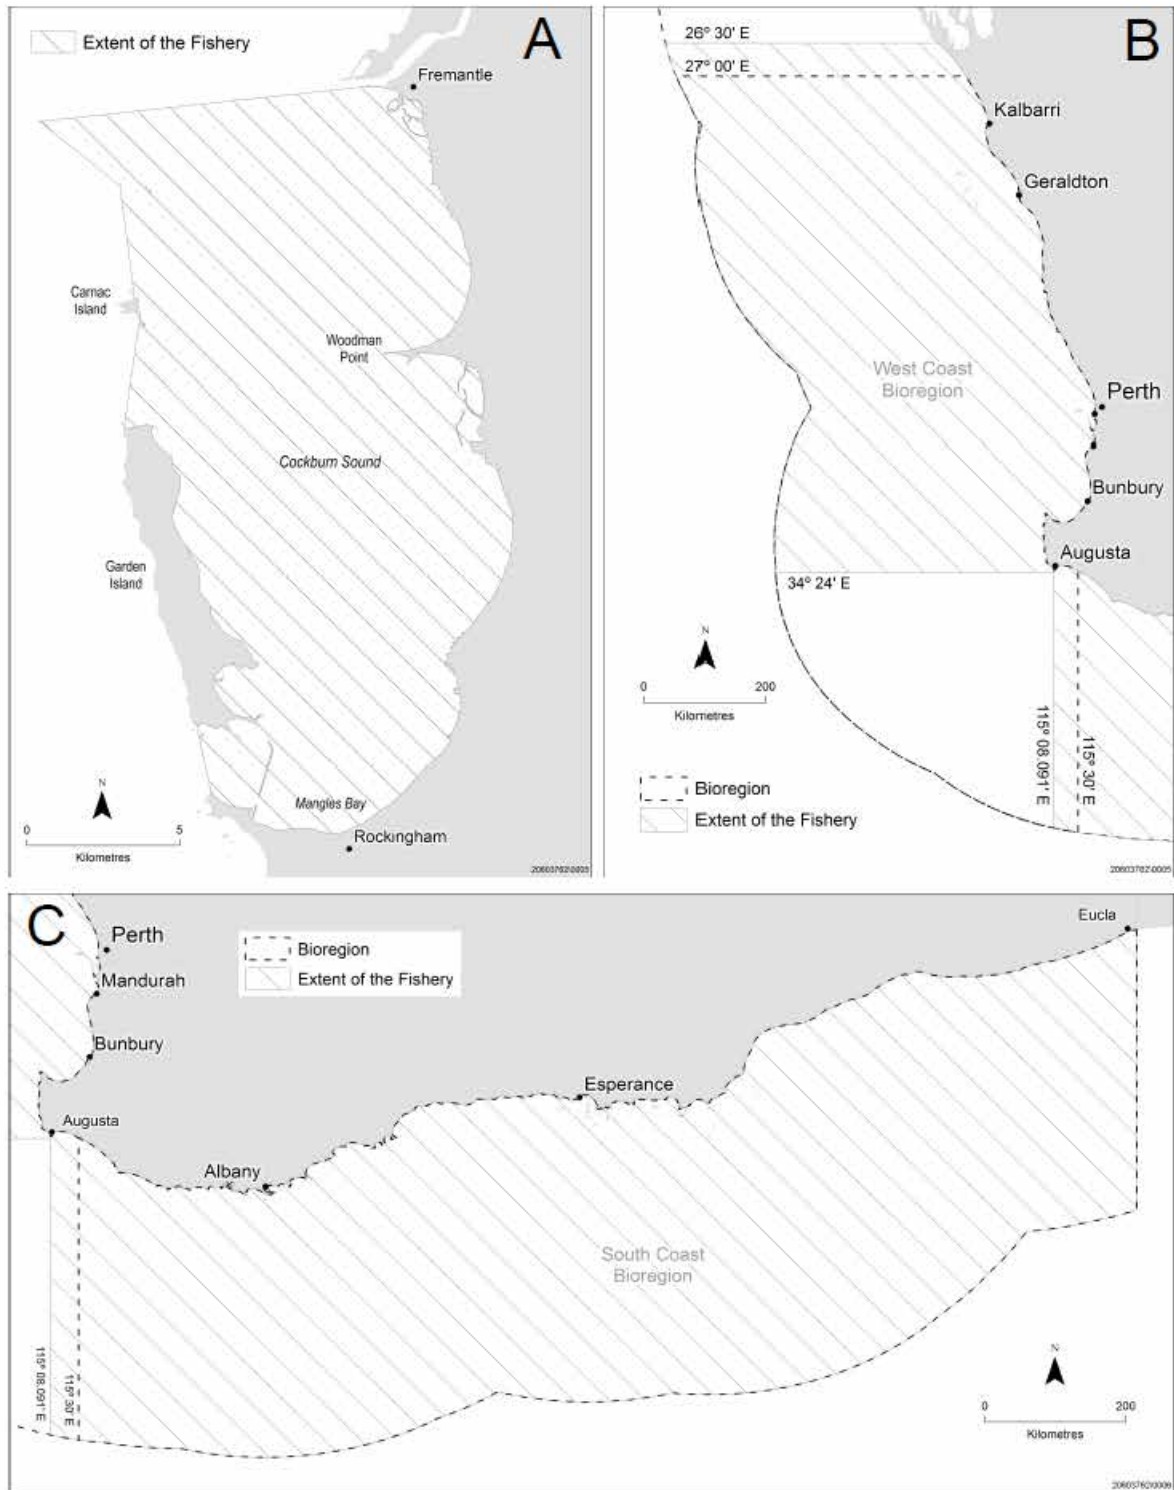 Extent of the Fishery
A
Fremantle
Carnac
Island
Woodman
Point
Cockburn Sound
Garden
Island
N
0 5
Kilometres
Mangles Bay
Rockingham
B
26° 30' E
27° 00' E
Kalbarri
Geraldton
West Coast
Bioregion
Perth
Bunbury
Augusta
34° 24' E
N
0 200
Kilometres
115° 08.091' E
115° 30' E
Bioregion
Extent of the Fishery
C
Perth
Mandurah
Bunbury
Augusta
Albany
Bioregion
Extent of the Fishery
Eucla
Esperance
South Coast
Bioregion
115° 08.091' E
115° 30' E
N
0 200
Kilometres